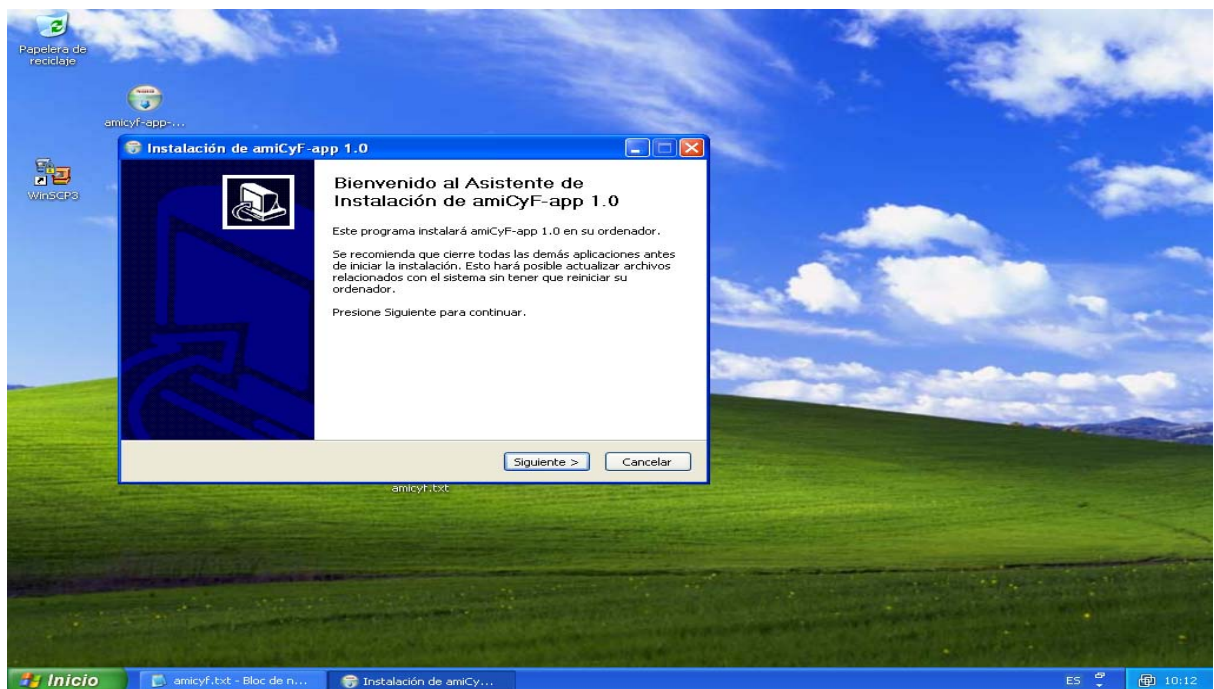 Papelera de
reciclaje
amicyf-app-...
WinSCP3
Instalación de amiCyF-app 1.0
Bienvenido al Asistente de
Instalación de amiCyF-app 1.0
Este programa instalará amiCyF-app 1.0 en su ordenador.
Se recomienda que cierre todas las demás aplicaciones antes
de iniciar la instalación. Esto hará posible actualizar archivos
relacionados con el sistema sin tener que reiniciar su
ordenador.
Presione Siguiente para continuar.
Siguiente >
Cancelar
amicyf.txt
Inicio
amicyf.txt - Bloc de n...
Instalación de amiCy...
ES
10:12